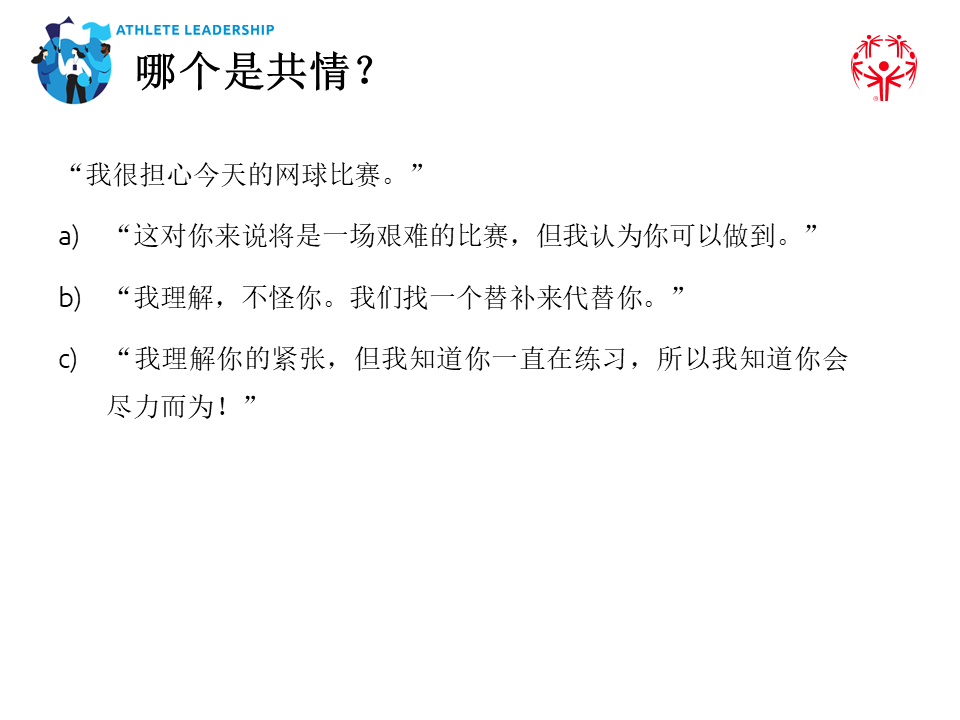 ATHLETE LEADERSHIP
哪个是共情？
“我很担心今天的网球比赛。”
a) “这对你来说将是一场艰难的比赛，但我认为你可以做到。”
b) “我理解，不怪你。我们找一个替补来代替你。”
c) “我理解你的紧张，但我知道你一直在练习，所以我知道你会
尽力而为！”